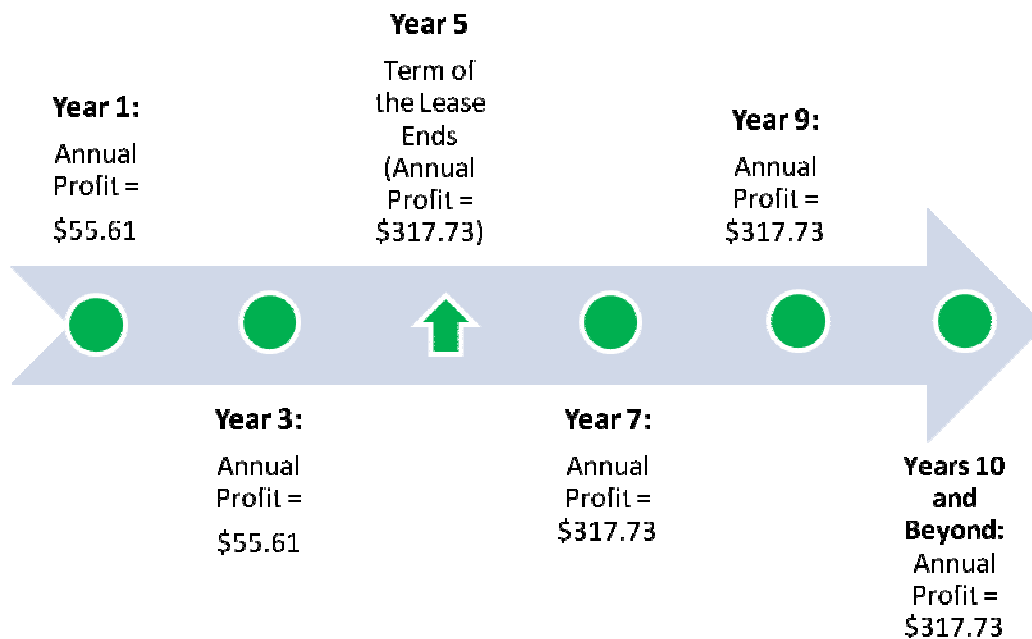 Year 1:
Annual
Profit =
$55.61
Year 3:
Annual
Profit =
$55.61
Year 5
Term of
the Lease
Ends
(Annual
Profit =
$317.73)
Year 7:
Annual
Profit =
$317.73
Year 9:
Annual
Profit =
$317.73
Years 10
and
Beyond:
Annual
Profit =
$317.73